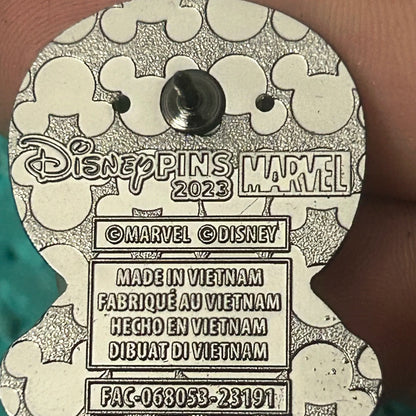 Disney PINS MARVEL
2023
©MARVEL ©DISNEY
MADE IN VIETNAM
FABRIQUÉ AU VIETNAM
HECHO EN VIETNAM
DIBUAT DI VIETNAM
FAC-068053-23191